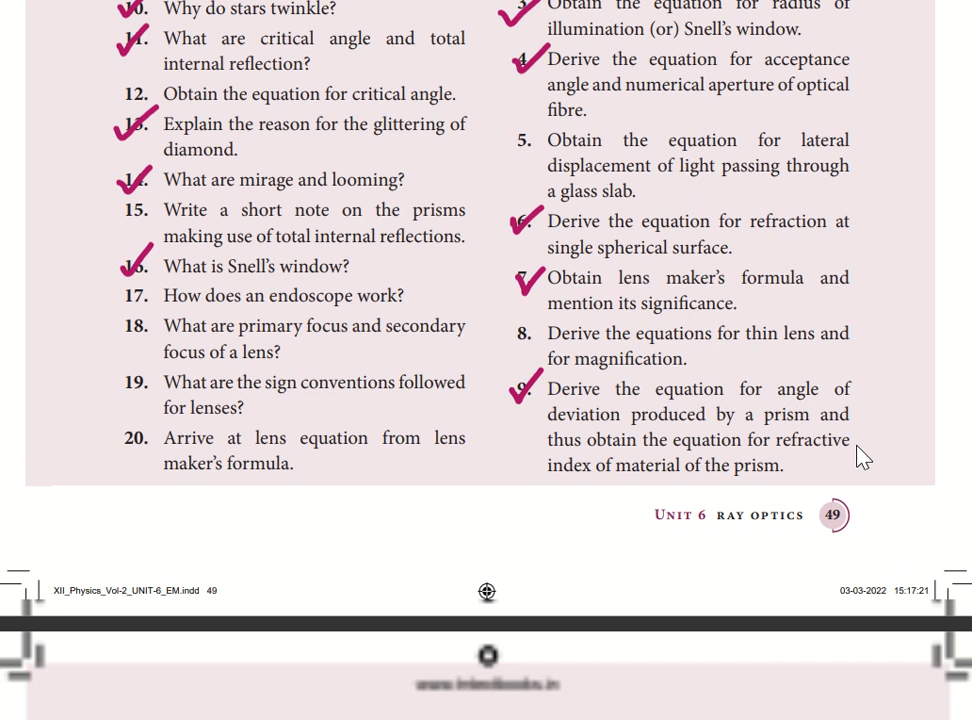 10. Why do stars twinkle?
11. What are critical angle and total
internal reflection?
12. Obtain the equation for critical angle.
13. Explain the reason for the glittering of
diamond.
14. What are mirage and looming?
15. Write a short note on the prisms
making use of total internal reflections.
16. What is Snell's window?
17. How does an endoscope work?
18. What are primary focus and secondary
focus of a lens?
19. What are the sign conventions followed
for lenses?
20. Arrive at lens equation from lens
maker's formula.
3. Obtain the equation for radius of
illumination (or) Snell's window.
4. Derive the equation for acceptance
angle and numerical aperture of optical
fibre.
5. Obtain the equation for lateral
displacement of light passing through
a glass slab.
6. Derive the equation for refraction at
single spherical surface.
7. Obtain lens maker's formula and
mention its significance.
8. Derive the equations for thin lens and
for magnification.
9. Derive the equation for angle of
deviation produced by a prism and
thus obtain the equation for refractive
index of material of the prism.
UNIT 6 RAY OPTICS 49
XII_Physics_Vol-2_UNIT-6_EM.indd 49
03-03-2022 15:17:21